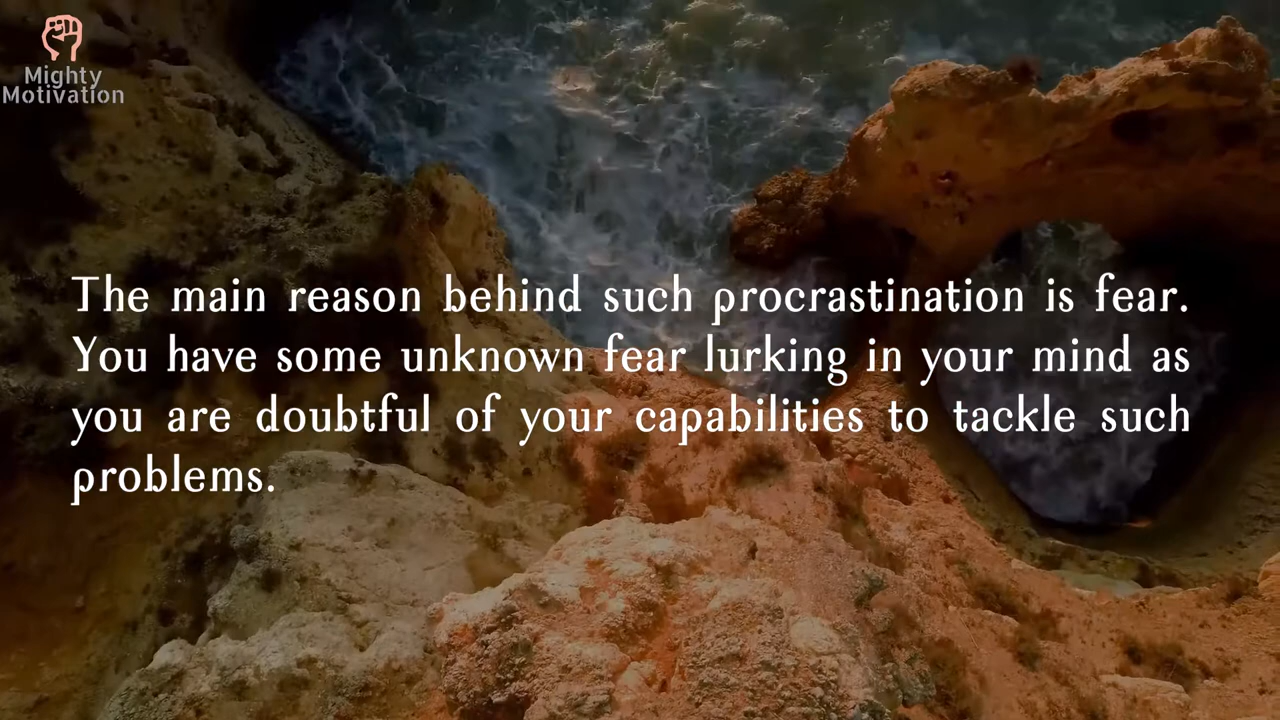 Mighty
Motivation
The main reason behind such procrastination is fear.
You have some unknown fear lurking in your mind as
you are doubtful of your capabilities to tackle such
problems.